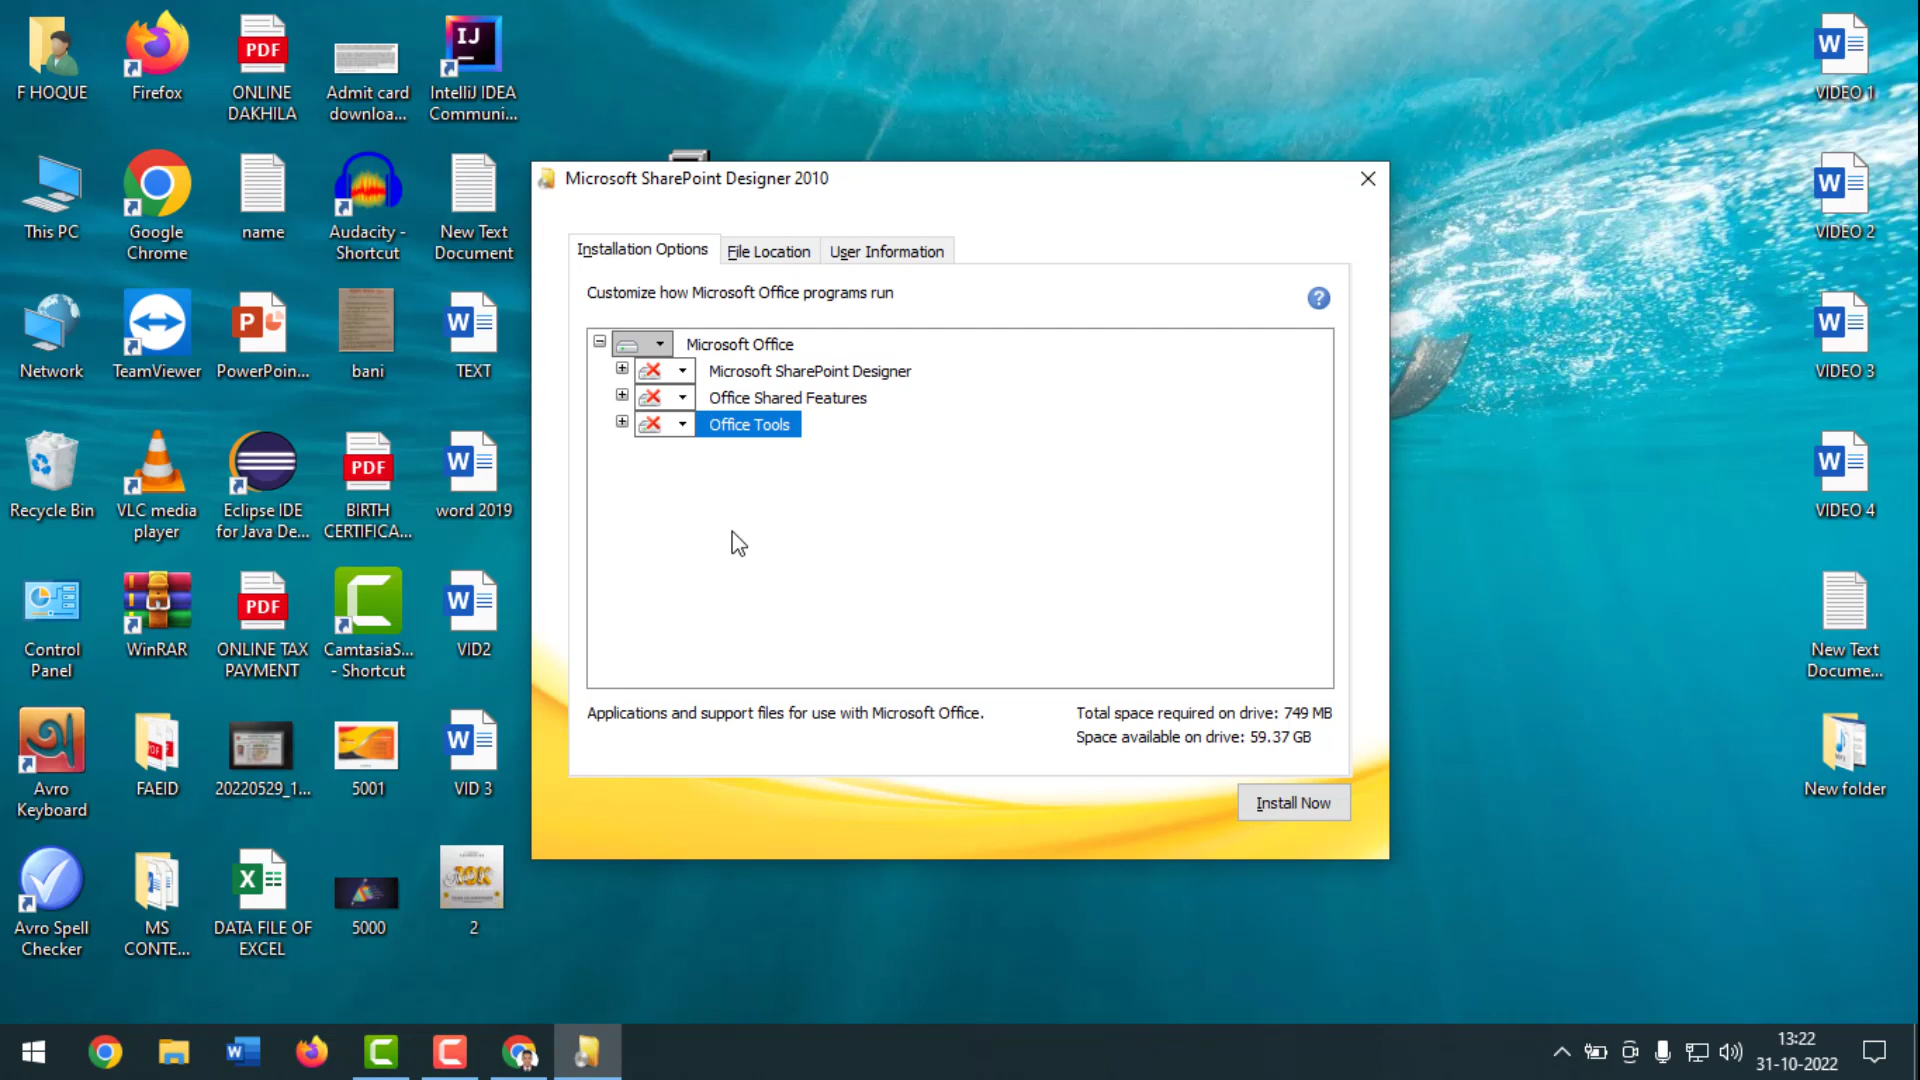 F HOQUE
Firefox
ONLINE
DAKHILA
Admit card
downloa...
IntelliJ IDEA
Communi...
VIDEO 1
This PC
Google
Chrome
name
Audacity -
Shortcut
New Text
Document
VIDEO 2
Network
TeamViewer
PowerPoin...
bani
TEXT
VIDEO 3
Recycle Bin
VLC media
player
Eclipse IDE
for Java De...
BIRTH
CERTIFICA...
word 2019
VIDEO 4
Control
Panel
WinRAR
ONLINE TAX
PAYMENT
CamtasiaS...
- Shortcut
VID2
New Text
Docume...
Avro
Keyboard
FAEID
20220529_1...
5001
VID 3
New folder
Avro Spell
Checker
MS
CONTE...
DATA FILE OF
EXCEL
5000
2
PDF
IJ
P
W
X
10K
Microsoft SharePoint Designer 2010
Installation Options
File Location
User Information
Customize how Microsoft Office programs run
Microsoft Office
Microsoft SharePoint Designer
Office Shared Features
Office Tools
Applications and support files for use with Microsoft Office.
Total space required on drive: 749 MB
Space available on drive: 59.37 GB
Install Now
13:22
31-10-2022